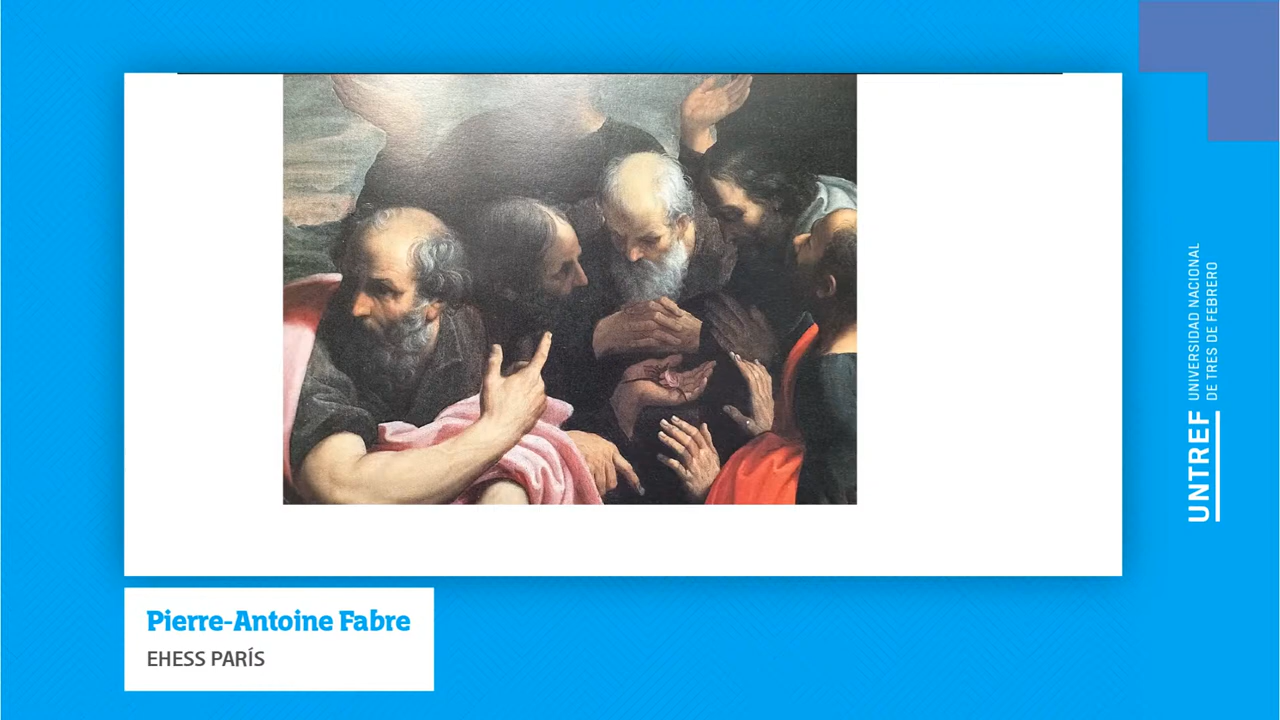 Pierre-Antoine Fabre
EHESS PARÍS
UNTREF
UNIVERSIDAD NACIONAL
DE TRES DE FEBRERO